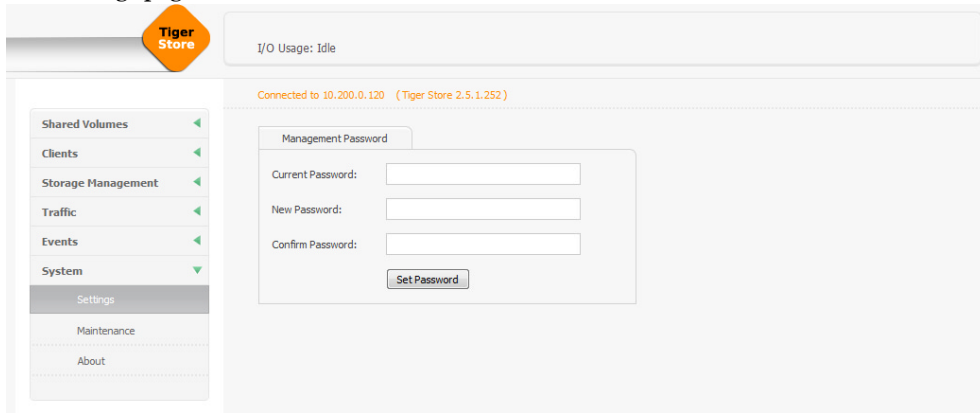 Tiger
Store
I/O Usage: Idle
Connected to 10.200.0.120 (Tiger Store 2.5.1.252)
Shared Volumes
Clients
Storage Management
Traffic
Events
System
Settings
Maintenance
About
Management Password
Current Password:
New Password:
Confirm Password:
Set Password